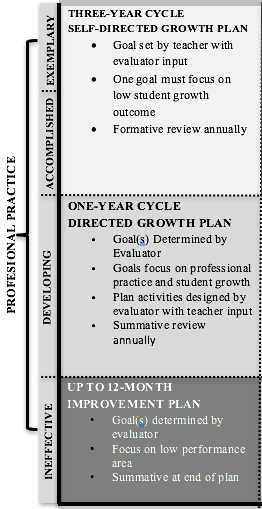 PROFESIONAL PRACTICE
EXEMPLARY
ACCOMPLISHED
DEVELOPING
INEFFECTIVE
THREE-YEAR CYCLE
SELF-DIRECTED GROWTH PLAN
• Goal set by teacher with
evaluator input
• One goal must focus on
low student growth
outcome
• Formative review annually
ONE-YEAR CYCLE
DIRECTED GROWTH PLAN
• Goal(s) Determined by
Evaluator
• Goals focus on professional
practice and student growth
• Plan activities designed by
evaluator with teacher input
• Summative review
annually
UP TO 12-MONTH
IMPROVEMENT PLAN
• Goal(s) determined by
evaluator
• Focus on low performance
area
• Summative at end of plan